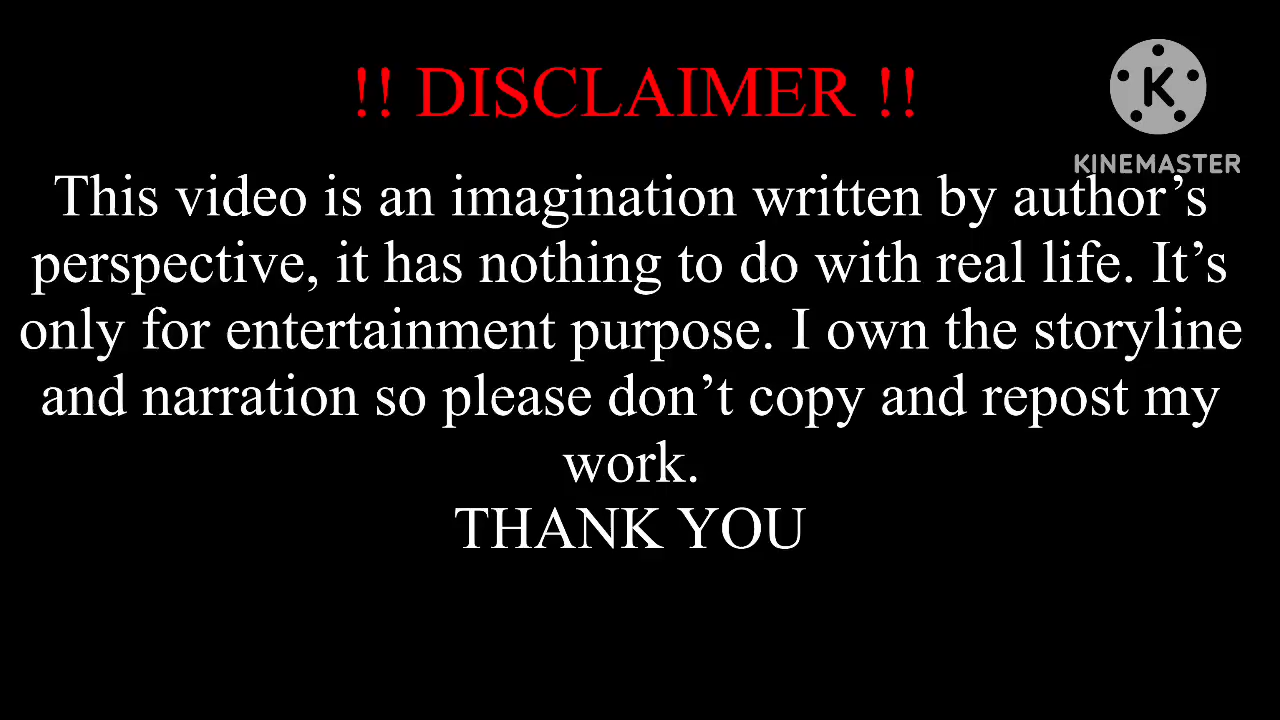 !! DISCLAIMER !!
KINEMASTER
This video is an imagination written by author’s
perspective, it has nothing to do with real life. It’s
only for entertainment purpose. I own the storyline
and narration so please don’t copy and repost my
work.
THANK YOU